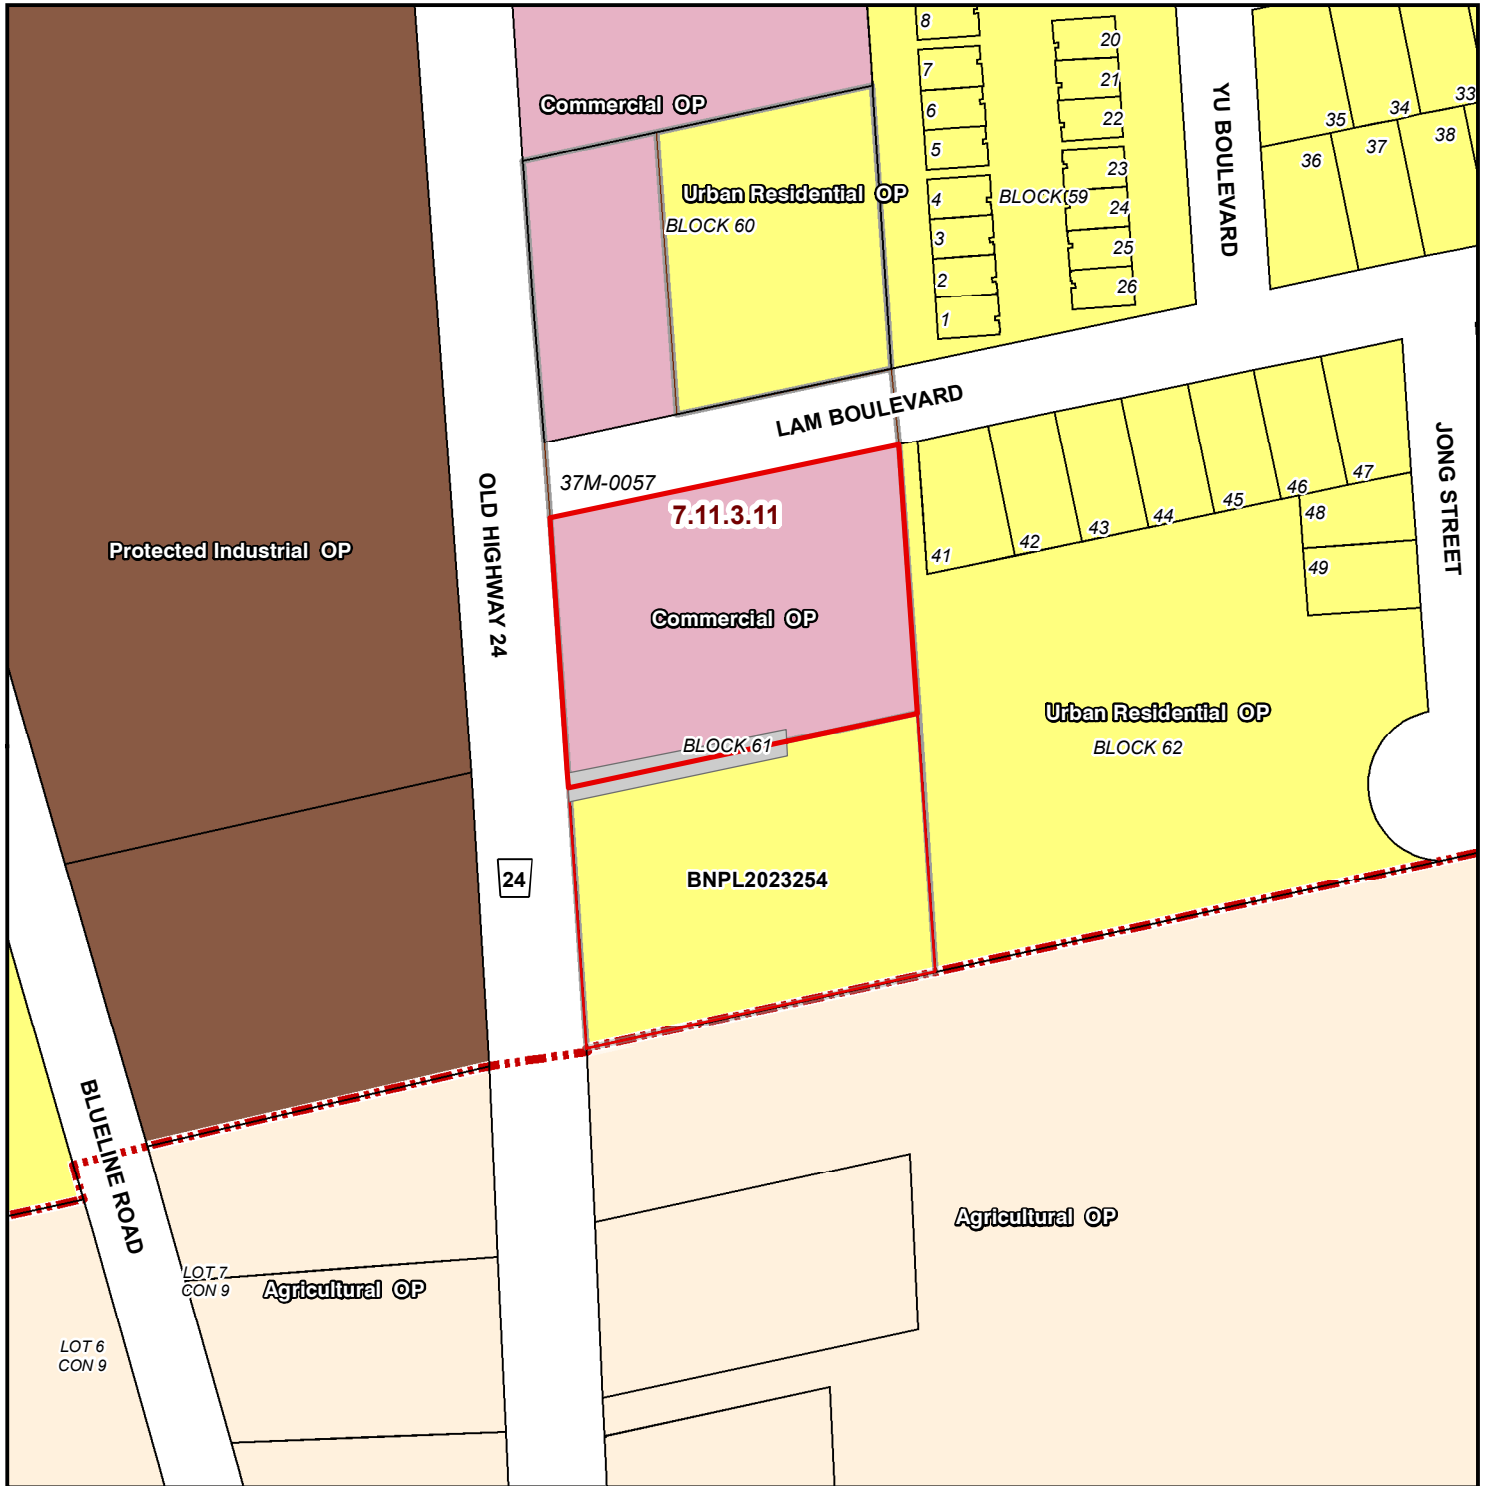 8
7
6
5
4
3
2
1
20
21
22
23
24
25
26
BLOCK 59
YU BOULEVARD
33
34
35
36
37
38
Commercial OP
Urban Residential OP
BLOCK 60
LAM BOULEVARD
37M-0057
7.11.3.11
Commercial OP
BLOCK 61
OLD HIGHWAY 24
Protected Industrial OP
41
42
43
44
45
46
47
48
49
JONG STREET
Urban Residential OP
BLOCK 62
24
BNPL2023254
BLUELINE ROAD
LOT 7
CON 9
Agricultural OP
Agricultural OP
LOT 6
CON 9